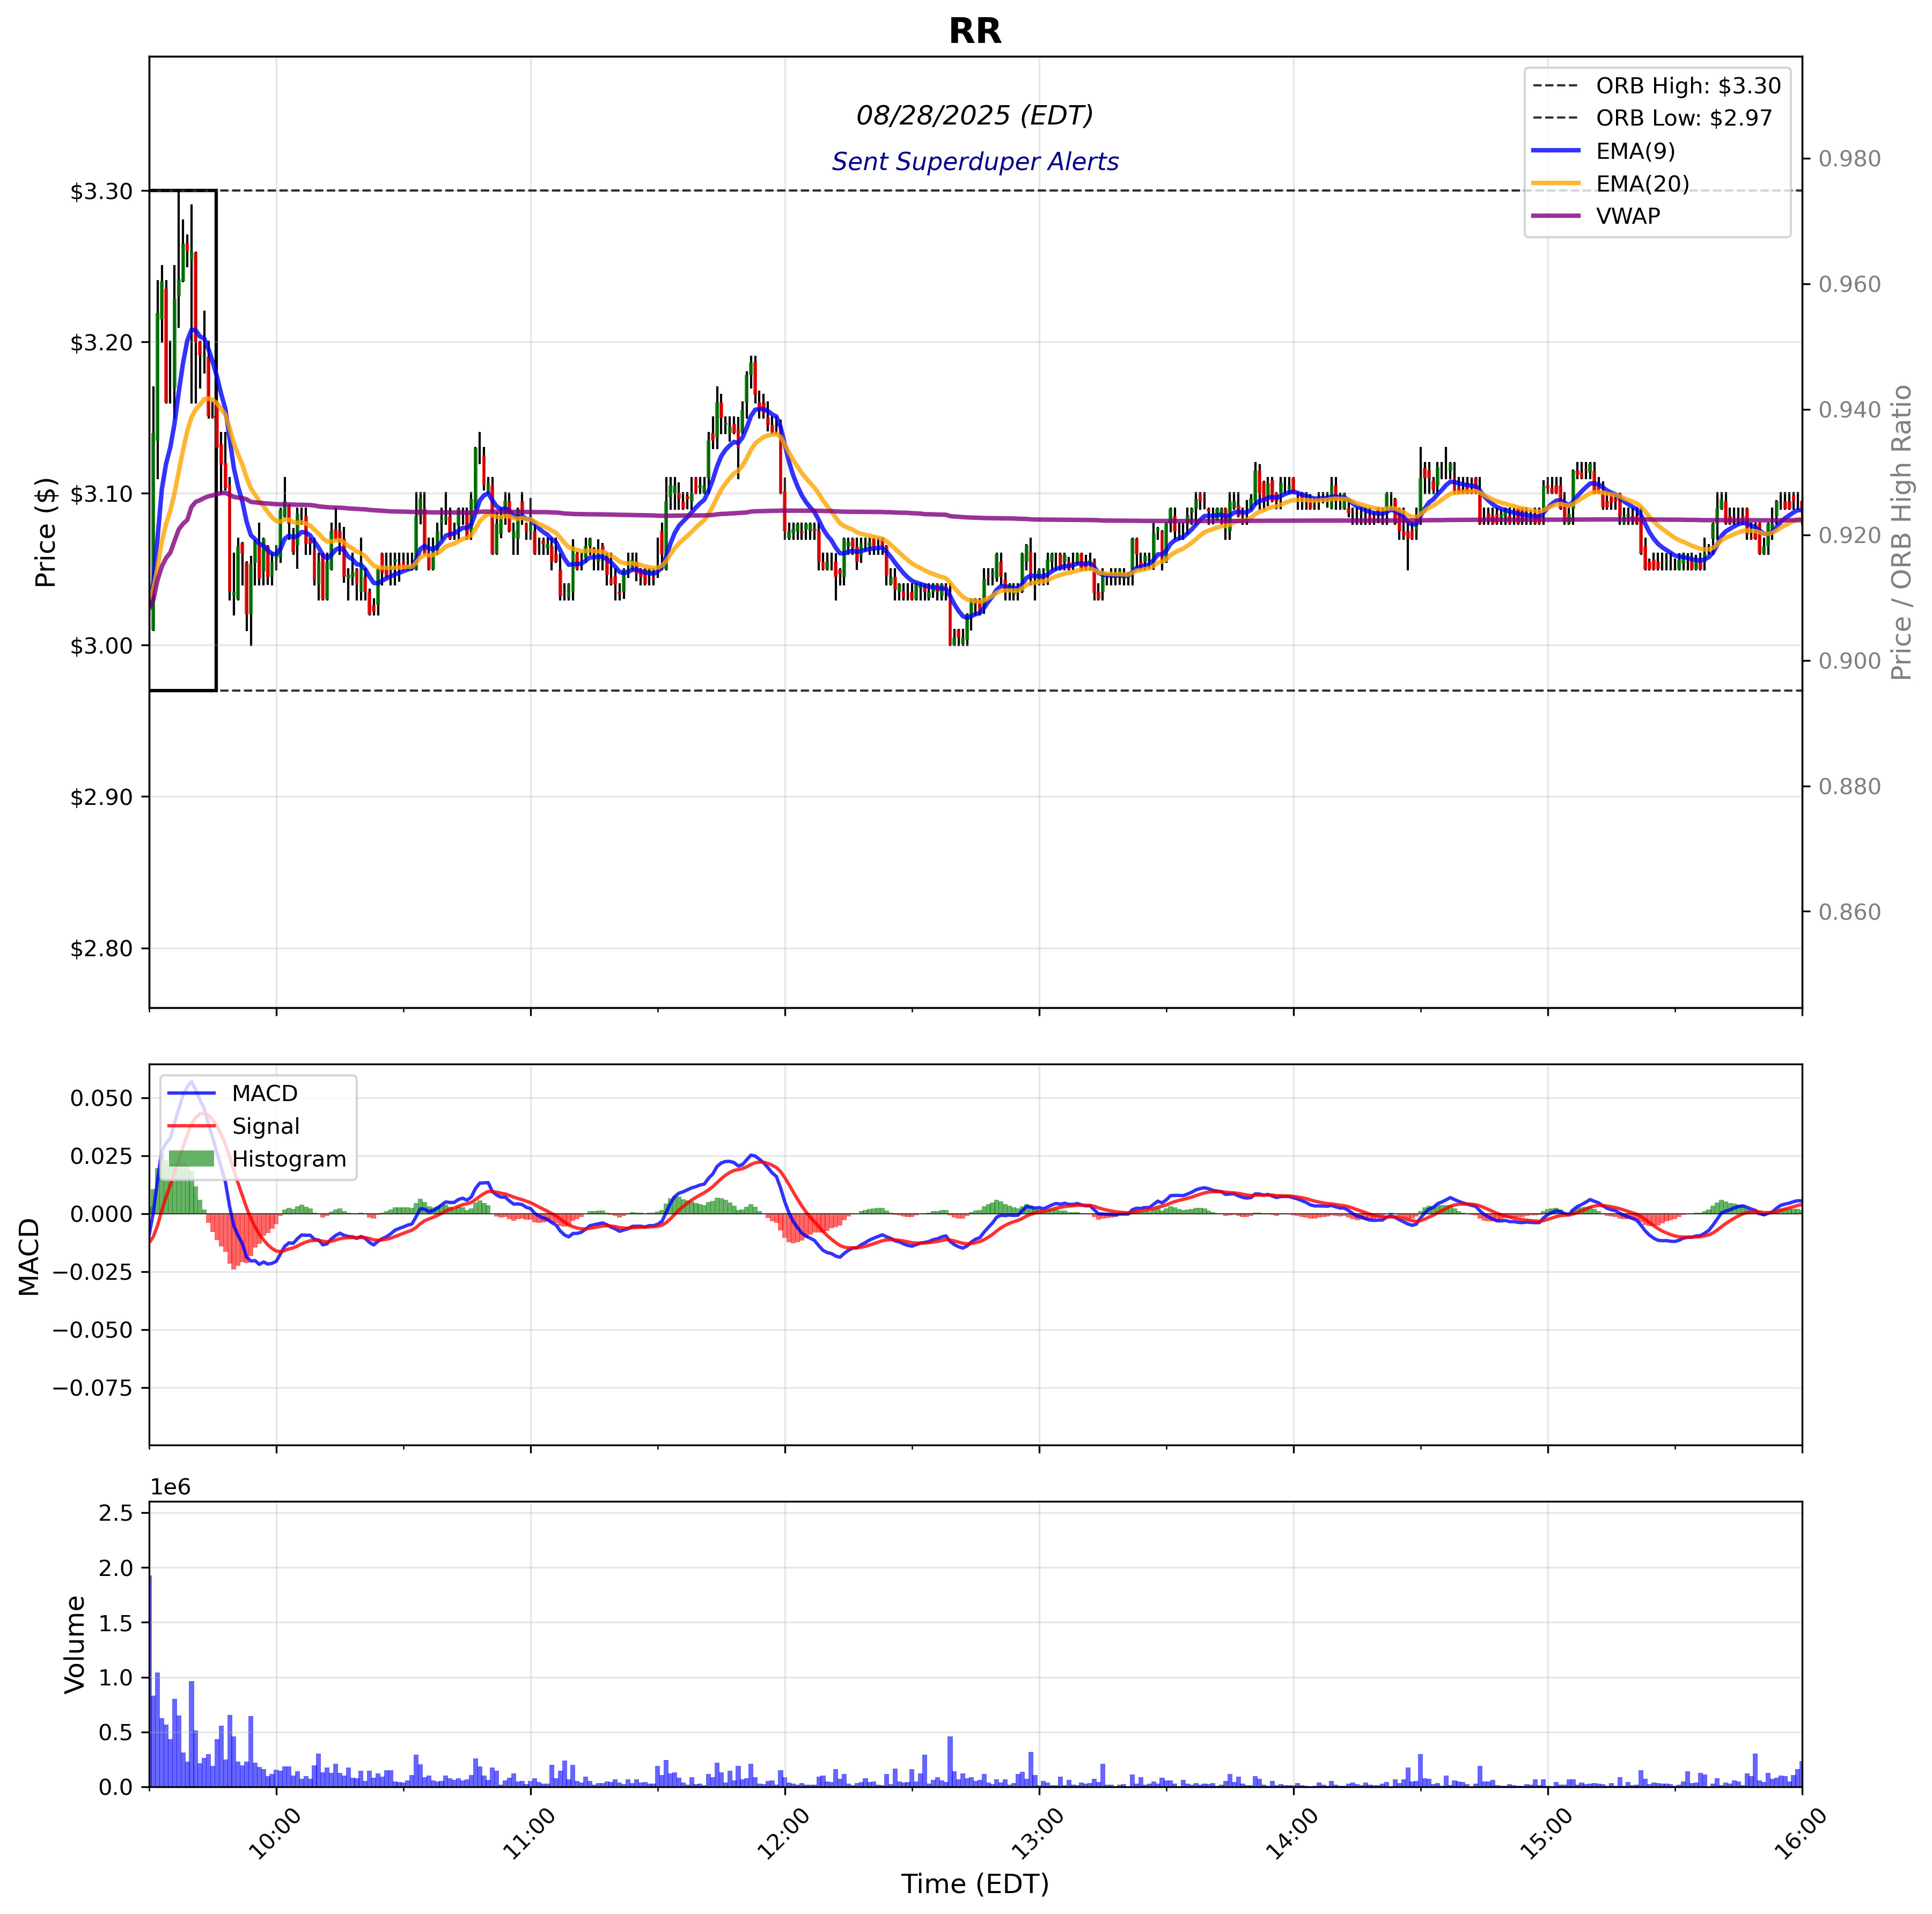 RR
08/28/2025 (EDT)
Sent Superduper Alerts
ORB High: $3.30
ORB Low: $2.97
EMA(9)
EMA(20)
VWAP
Price ($)
$3.30
$3.20
$3.10
$3.00
$2.90
$2.80
0.980
0.960
0.940
0.920
0.900
0.880
0.860
Price / ORB High Ratio
MACD
Signal
Histogram
MACD
0.050
0.025
0.000
−0.025
−0.050
−0.075
1e6
Volume
2.5
2.0
1.5
1.0
0.5
0.0
10:00
11:00
12:00
13:00
14:00
15:00
16:00
Time (EDT)